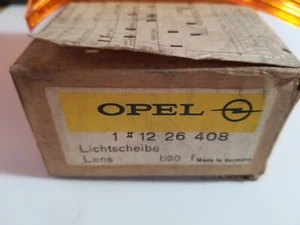 OPEL
1 # 12 26 408
Lichtscheibe
Lens
Made in Germany